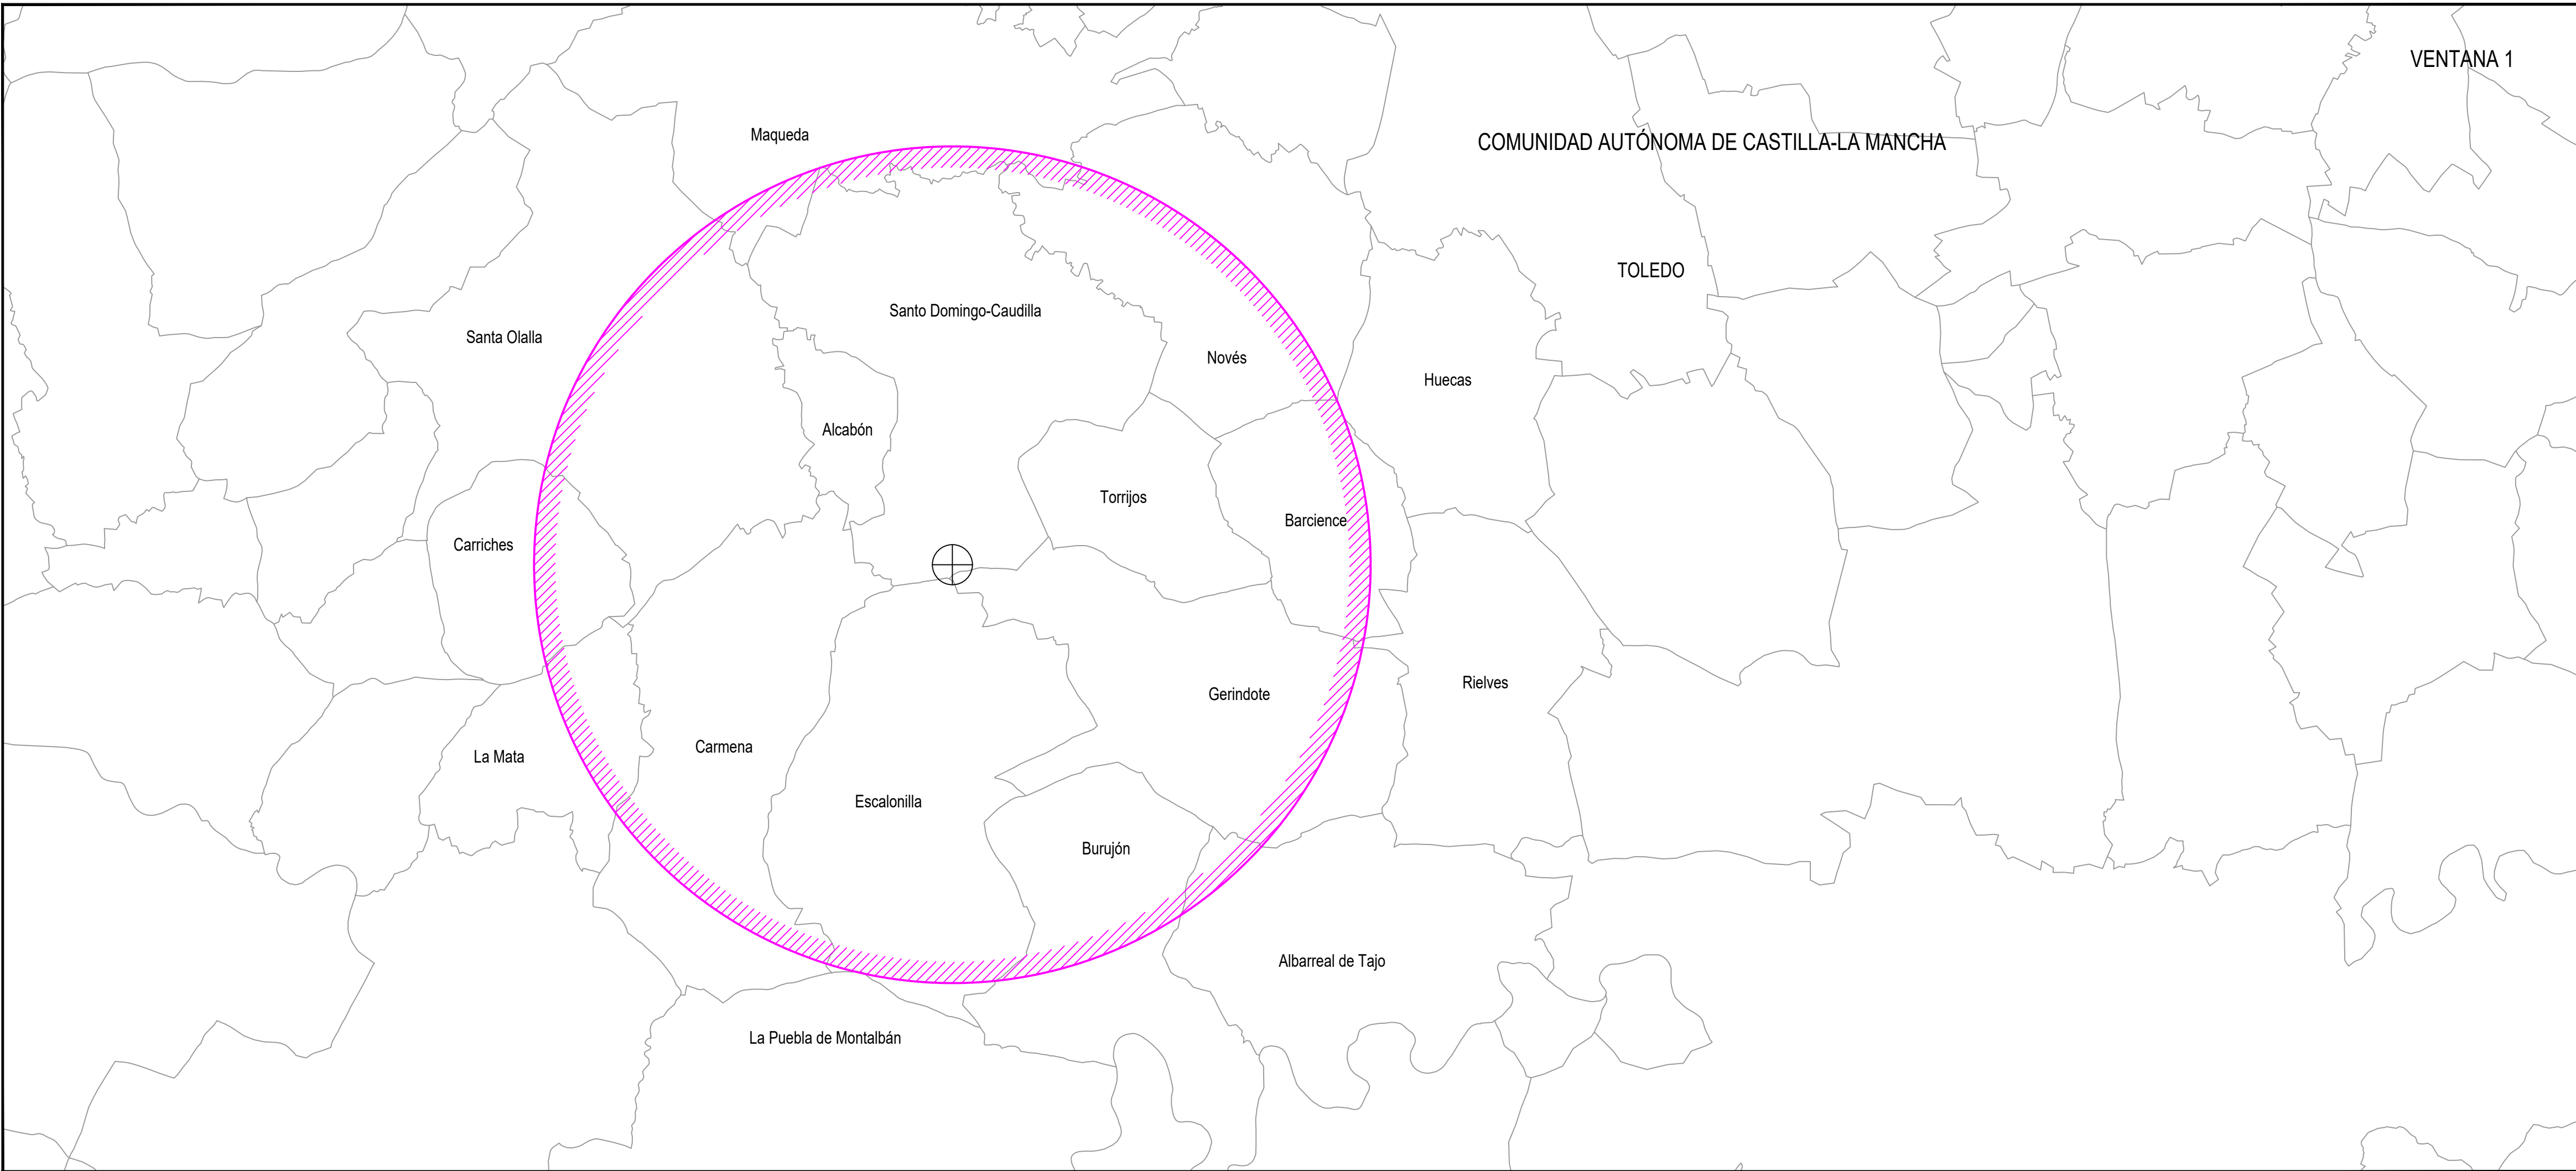 VENTANA 1
Maqueda
COMUNIDAD AUTÓNOMA DE CASTILLA-LA MANCHA
TOLEDO
Santo Domingo-Caudilla
Santa Olalla
Novés
Huecas
Alcabón
Torrijos
Barcience
Carriches
Rielves
Gerindote
Carmena
La Mata
Escalonilla
Burujón
Albarreal de Tajo
La Puebla de Montalbán